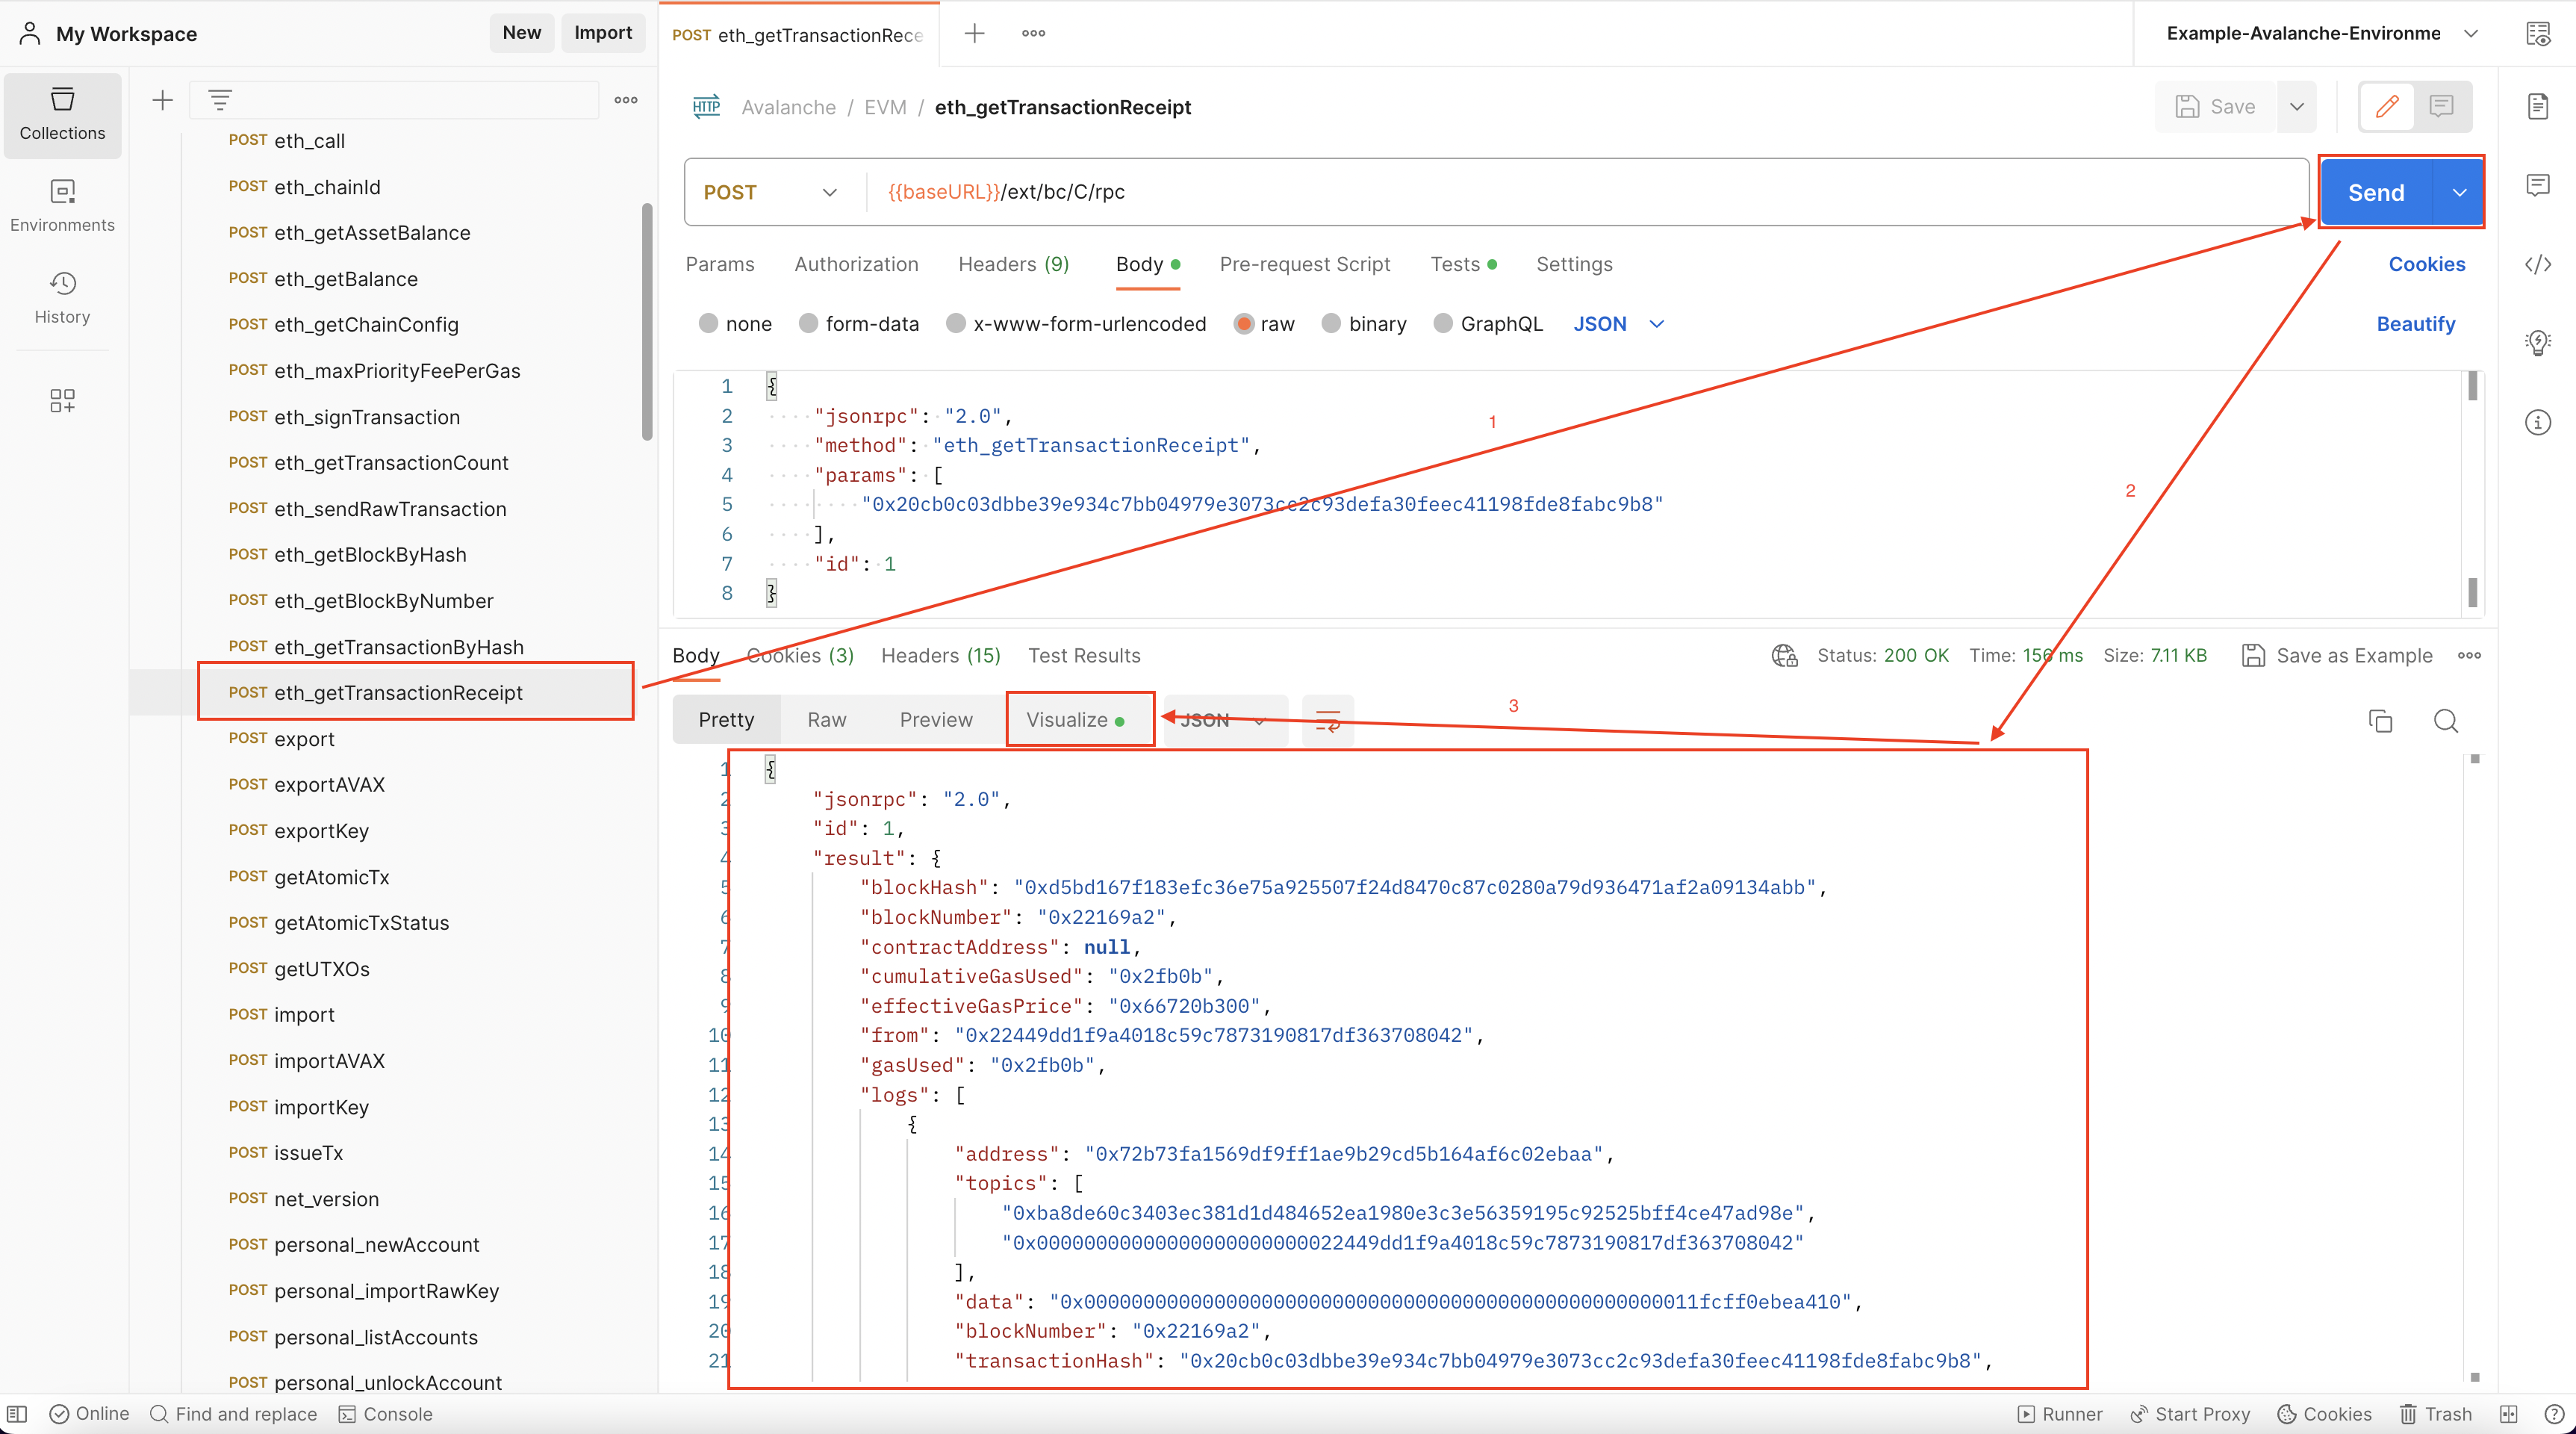 My Workspace
New
Import
POST eth_getTransactionRece
Example-Avalanche-Environme
Collections
Environments
History
POST eth_call
POST eth_chainId
POST eth_getAssetBalance
POST eth_getBalance
POST eth_getChainConfig
POST eth_maxPriorityFeePerGas
POST eth_signTransaction
POST eth_getTransactionCount
POST eth_sendRawTransaction
POST eth_getBlockByHash
POST eth_getBlockByNumber
POST eth_getTransactionByHash
POST eth_getTransactionReceipt
POST export
POST exportAVAX
POST exportKey
POST getAtomicTx
POST getAtomicTxStatus
POST getUTXOs
POST import
POST importAVAX
POST importKey
POST issueTx
POST net_version
POST personal_newAccount
POST personal_importRawKey
POST personal_listAccounts
POST personal_unlockAccount
HTTP Avalanche / EVM / eth_getTransactionReceipt
Save
POST {{baseURL}}/ext/bc/C/rpc
Send
Params Authorization Headers (9) Body Pre-request Script Tests Settings Cookies
none form-data x-www-form-urlencoded raw binary GraphQL JSON Beautify
1 {
2 "jsonrpc": "2.0",
3 "method": "eth_getTransactionReceipt",
4 "params": [
5 "0x20cb0c03dbbe39e934c7bb04979e3073cc2c93defa30feec41198fde8fabc9b8"
6 ],
7 "id": 1
8 }
1
2
Body Cookies (3) Headers (15) Test Results Status: 200 OK Time: 156 ms Size: 7.11 KB Save as Example
Pretty Raw Preview Visualize JSON
3
1 {
2 "jsonrpc": "2.0",
3 "id": 1,
4 "result": {
5 "blockHash": "0xd5bd167f183efc36e75a925507f24d8470c87c0280a79d936471af2a09134abb",
6 "blockNumber": "0x22169a2",
7 "contractAddress": null,
8 "cumulativeGasUsed": "0x2fb0b",
9 "effectiveGasPrice": "0x66720b300",
10 "from": "0x22449dd1f9a4018c59c7873190817df363708042",
11 "gasUsed": "0x2fb0b",
12 "logs": [
13 {
14 "address": "0x72b73fa1569df9ff1ae9b29cd5b164af6c02ebaa",
15 "topics": [
16 "0xba8de60c3403ec381d1d484652ea1980e3c3e56359195c92525bff4ce47ad98e",
17 "0x00000000000000000000000022449dd1f9a4018c59c7873190817df363708042"
18 ],
19 "data": "0x000000000000000000000000000000000000000000000000011fcff0ebea410",
20 "blockNumber": "0x22169a2",
21 "transactionHash": "0x20cb0c03dbbe39e934c7bb04979e3073cc2c93defa30feec41198fde8fabc9b8",
Online
Find and replace
Console
Runner
Start Proxy
Cookies
Trash